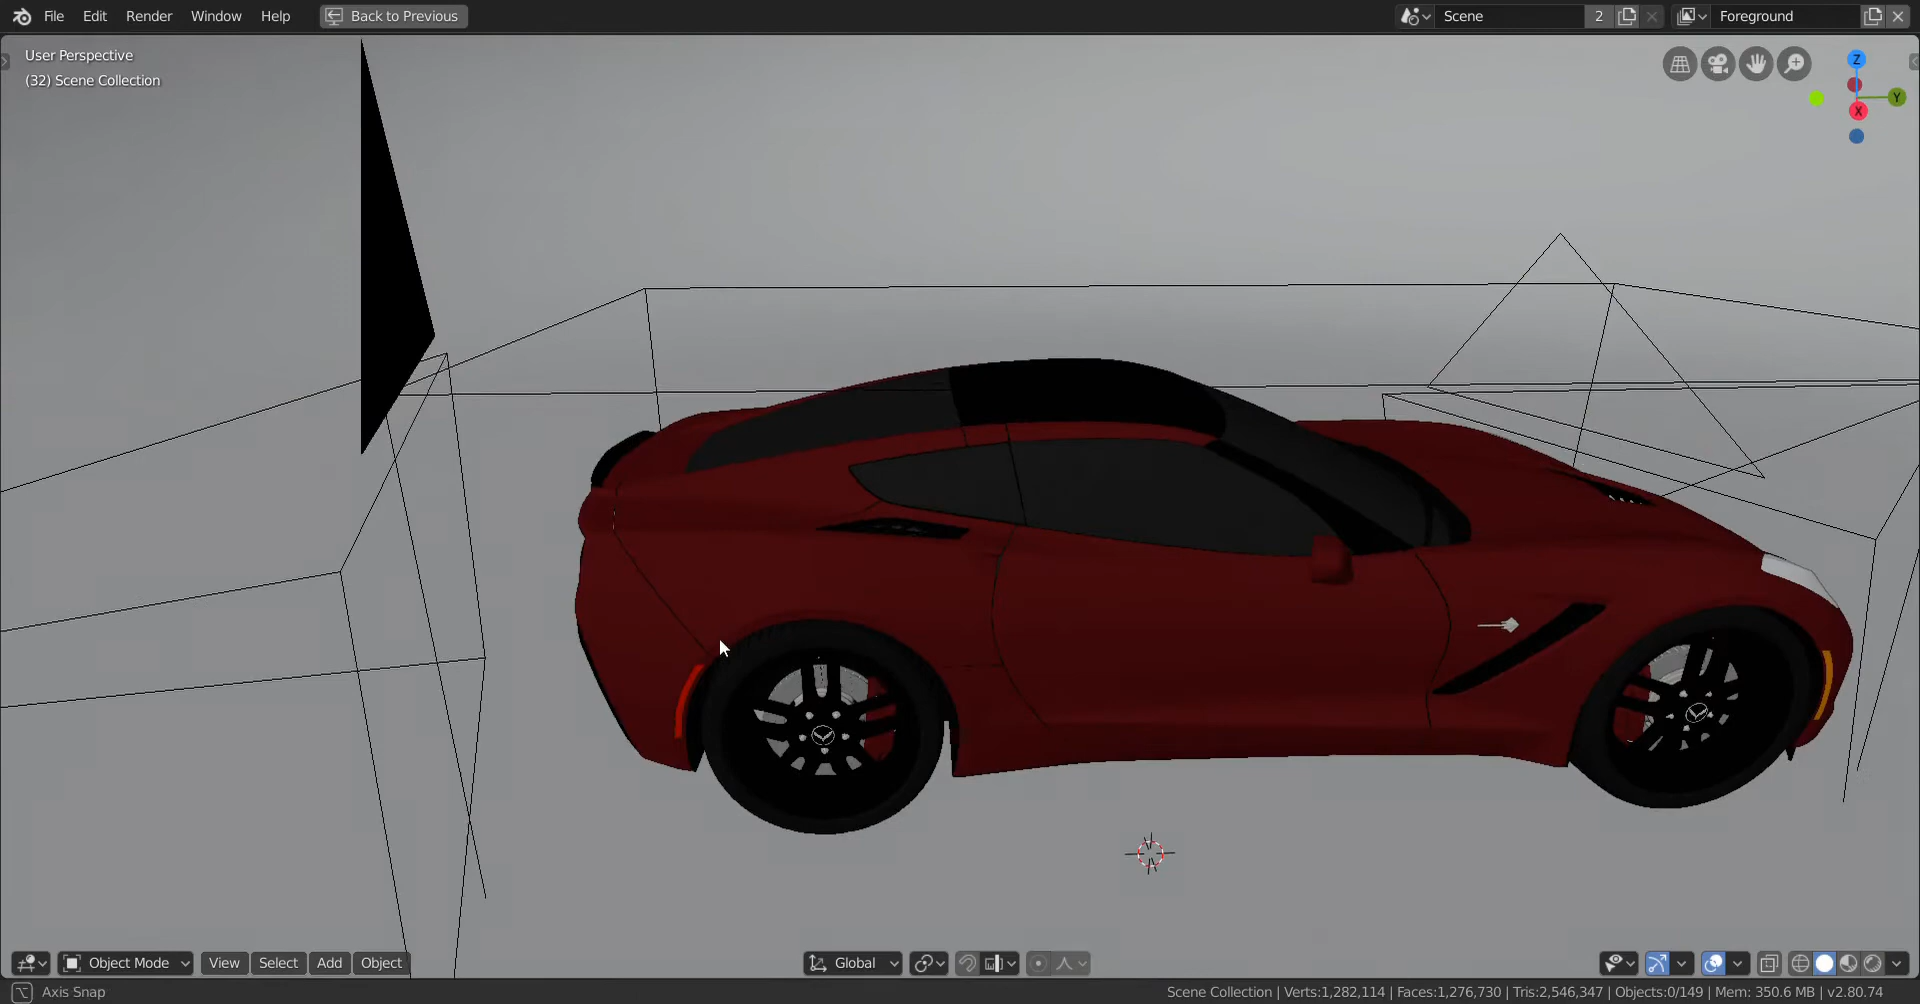 File Edit Render Window Help Back to Previous Scene 2 Foreground
User Perspective
(32) Scene Collection
Z
Y
X
Object Mode View Select Add Object Global
Axis Snap Scene Collection | Verts:1,282,114 | Faces:1,276,730 | Tris:2,546,347 | Objects:0/149 | Mem: 350.6 MB | v2.80.74